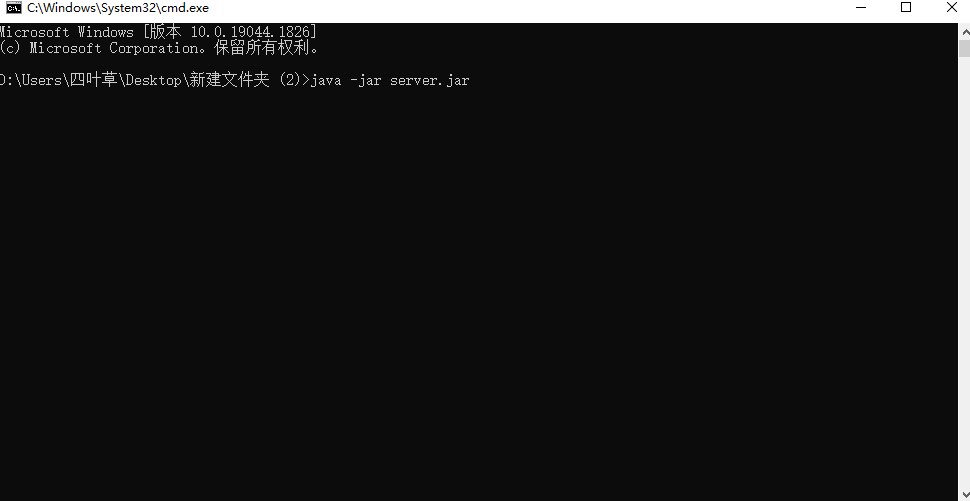 C:\Windows\System32\cmd.exe
Microsoft Windows [版本 10.0.19044.1826]
(c) Microsoft Corporation。保留所有权利。
D:\Users\四叶草\Desktop\新建文件夹 (2)>java -jar server.jar